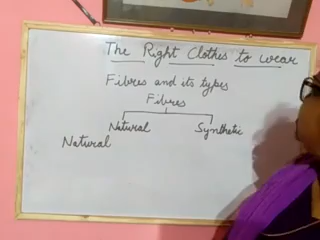 The Right Clothes to wear
Fibres and its types
Fibres
Natural Synthetic
Natural